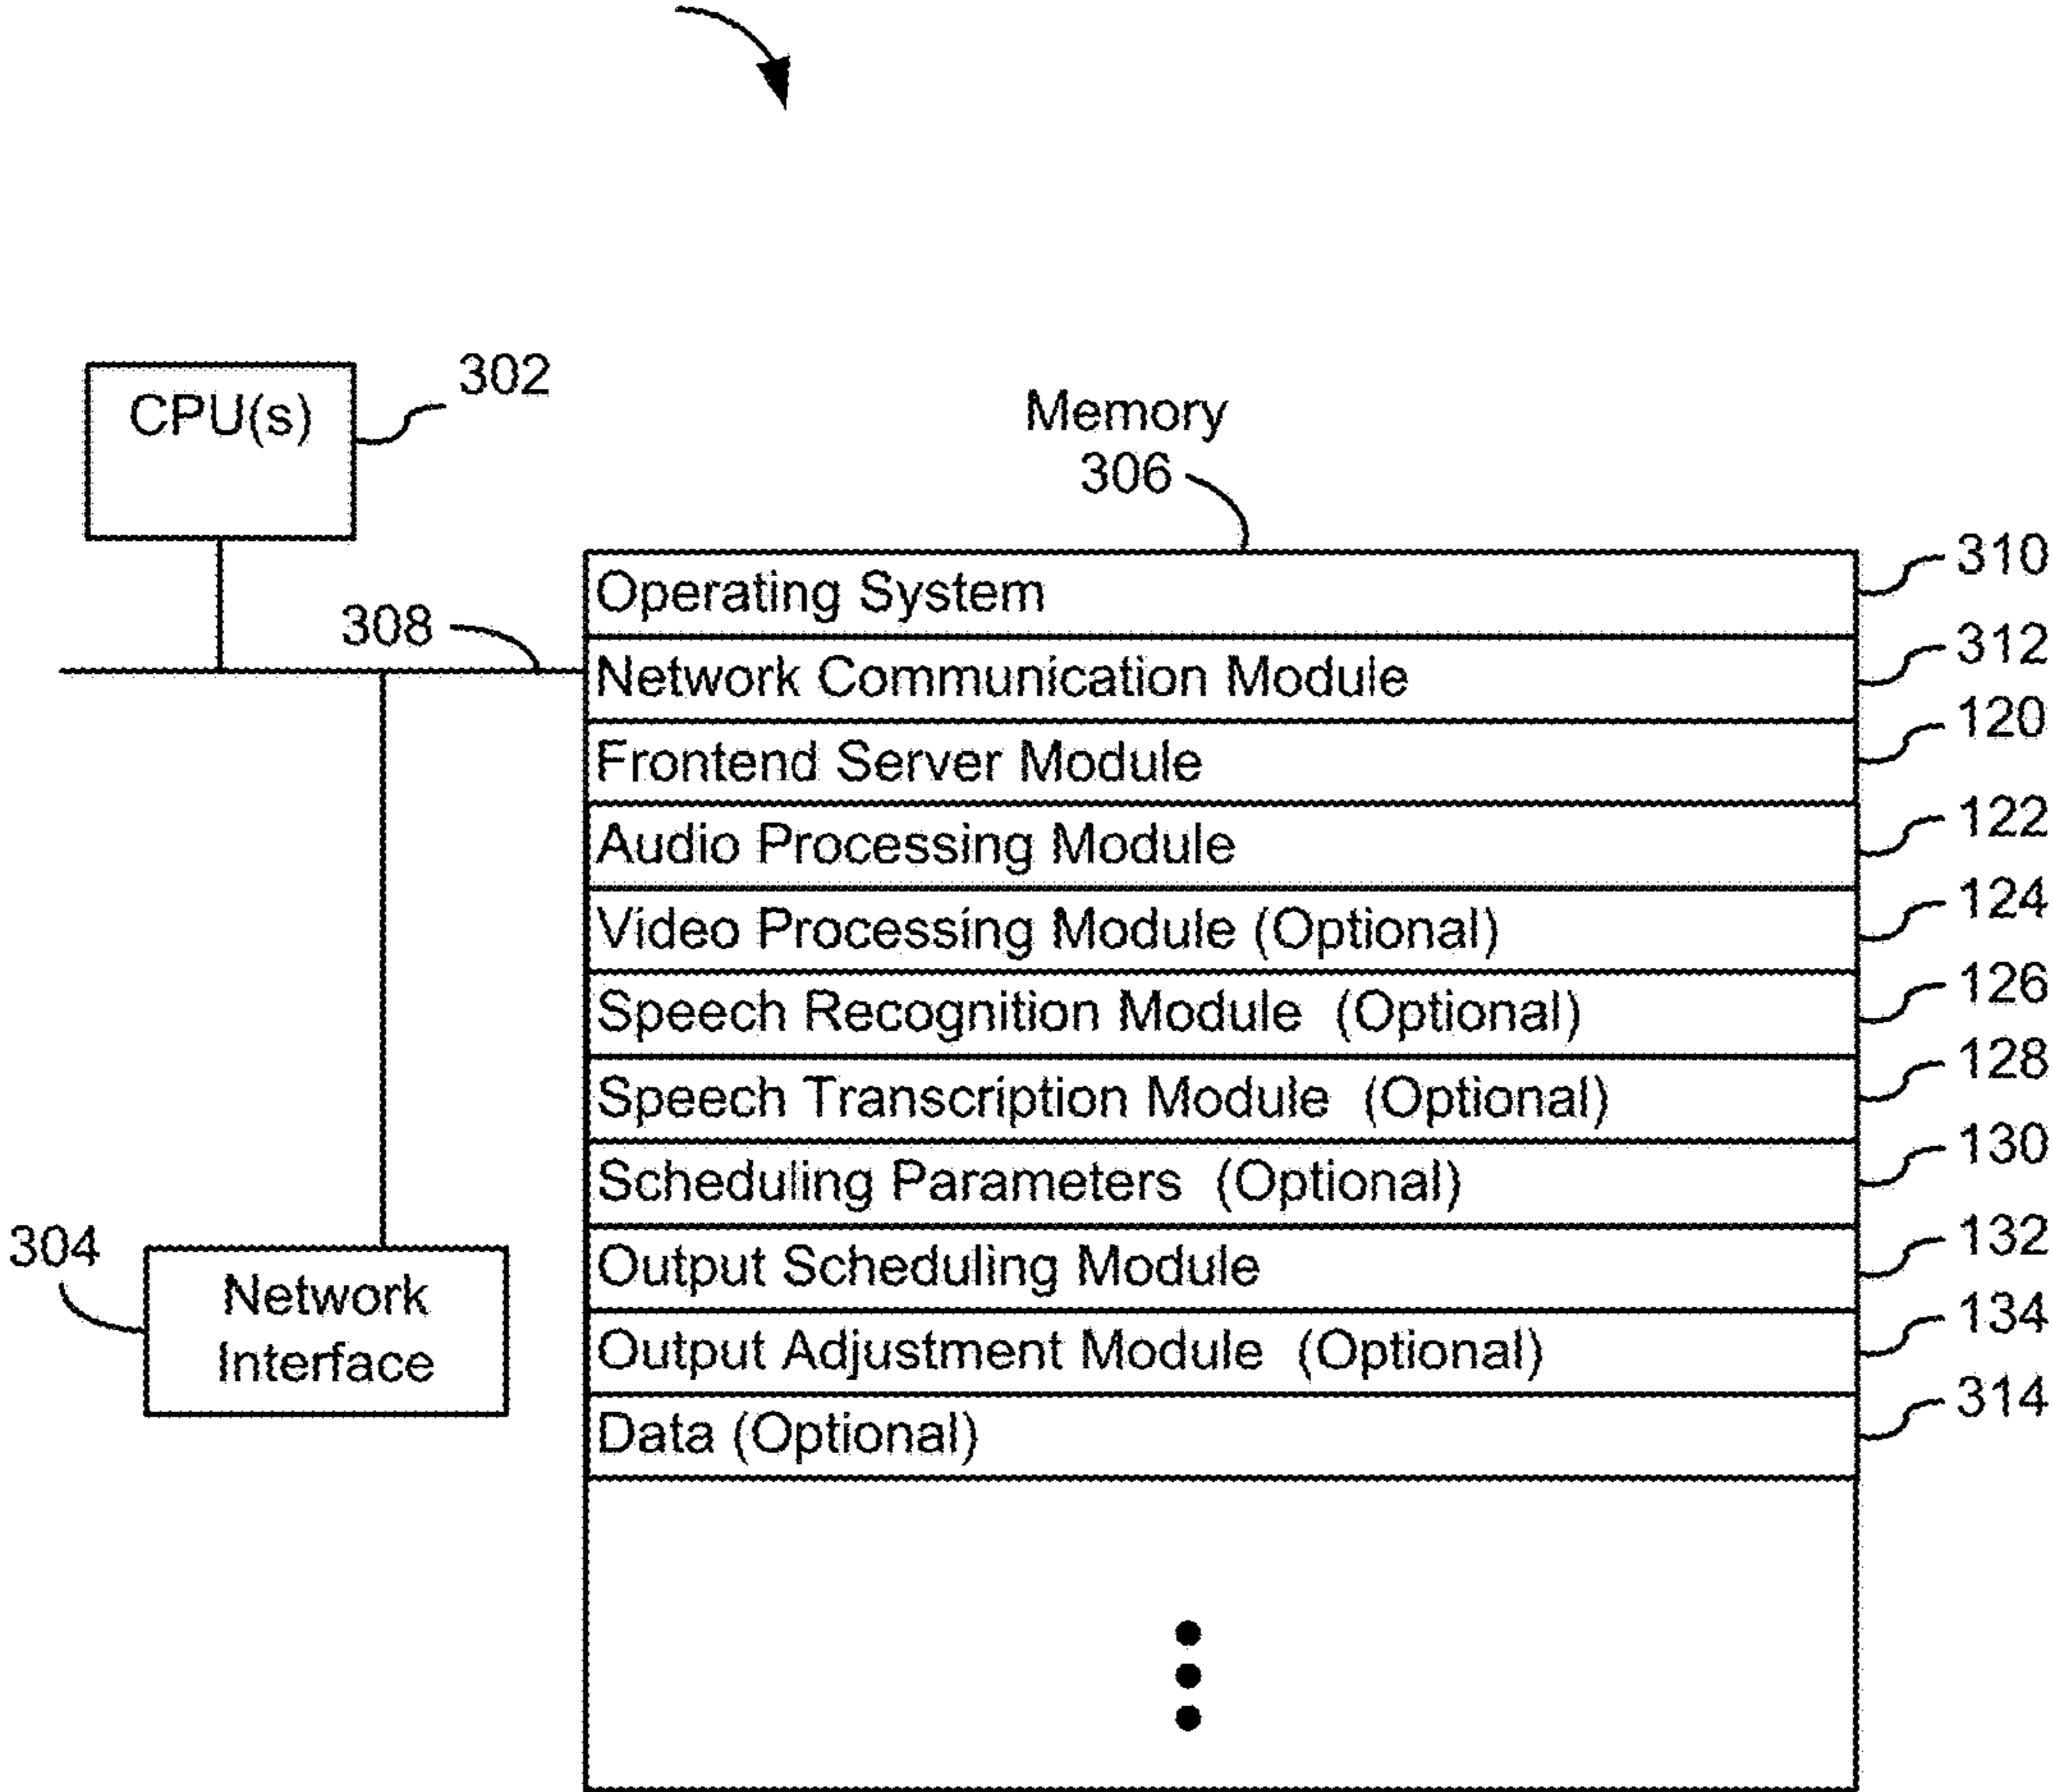 302
CPU(s)
Memory
306
310
Operating System
308
312
Network Communication Module
120
Frontend Server Module
122
Audio Processing Module
124
Video Processing Module (Optional)
126
Speech Recognition Module (Optional)
128
Speech Transcription Module (Optional)
130
Scheduling Parameters (Optional)
132
Output Scheduling Module
304
Network
Interface
134
Output Adjustment Module (Optional)
314
Data (Optional)